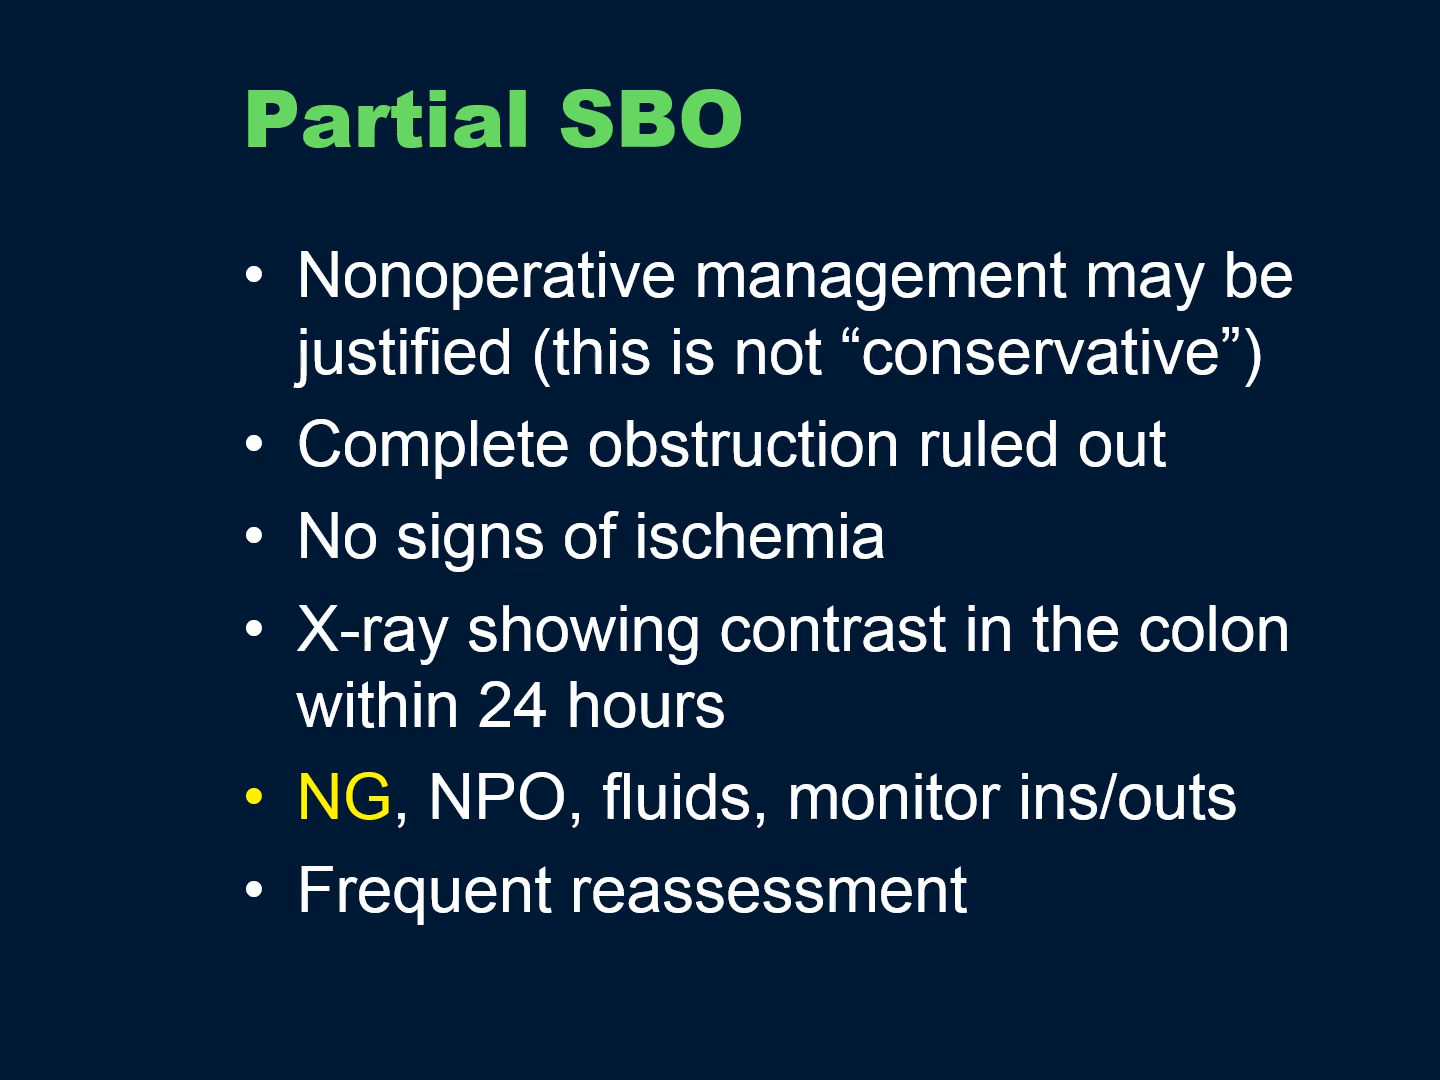 Partial SBO
• Nonoperative management may be
justified (this is not “conservative”)
• Complete obstruction ruled out
• No signs of ischemia
• X-ray showing contrast in the colon
within 24 hours
• NG, NPO, fluids, monitor ins/outs
• Frequent reassessment